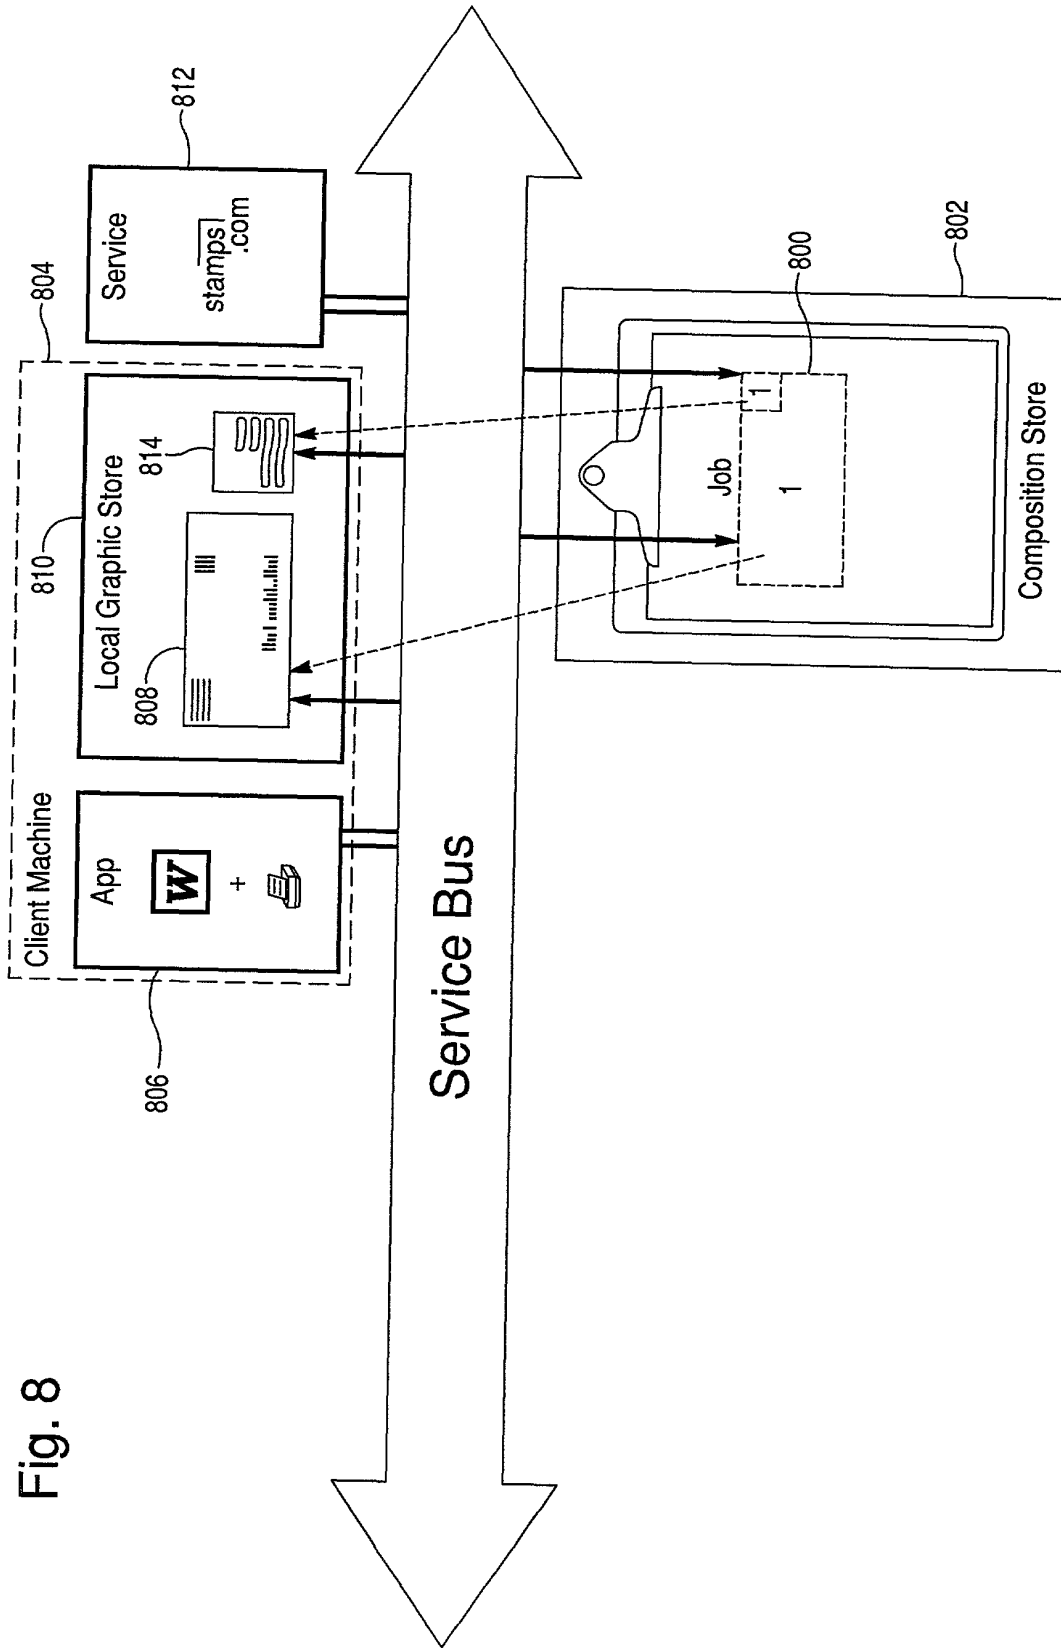 Fig. 8
Client Machine
804
App
W
+
806
Local Graphic Store
810
808
814
Service
stamps
.com
812
Service Bus
Job
1
1
800
802
Composition Store